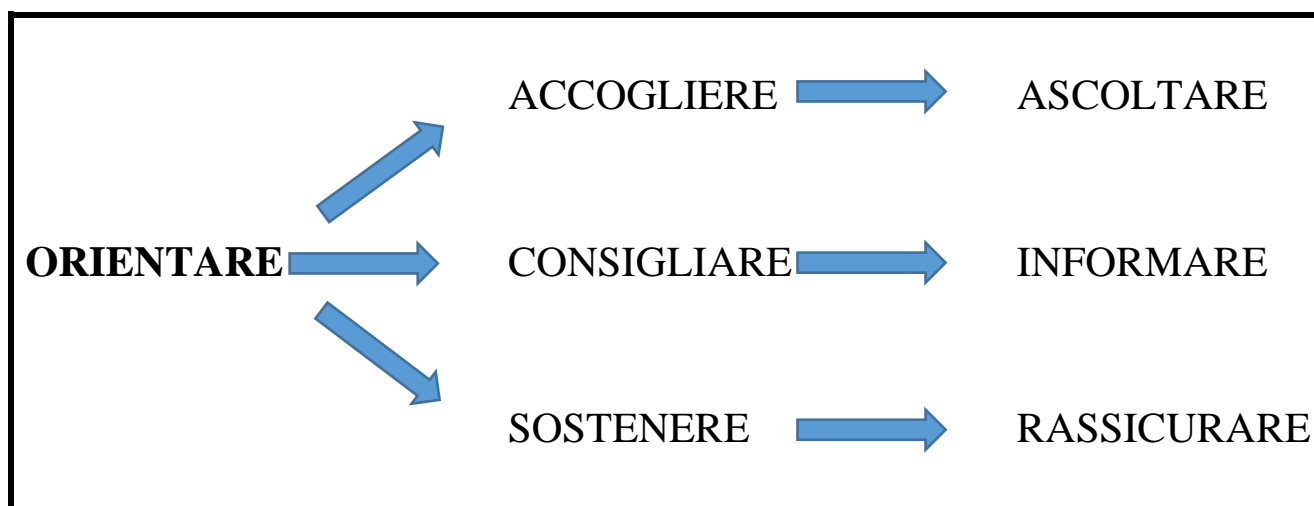 ACCOGLIERE ASCOLTARE
ORIENTARE CONSIGLIARE INFORMARE
SOSTENERE RASSICURARE